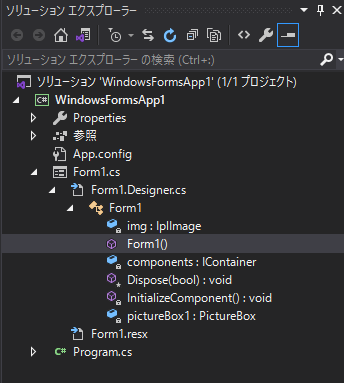 ソリューション エクスプローラー
ソリューション エクスプローラー の検索 (Ctrl+:)
ソリューション 'WindowsFormsApp1' (1/1 プロジェクト)
C# WindowsFormsApp1
Properties
参照
App.config
Form1.cs
Form1.Designer.cs
Form1
img : IplImage
Form1()
components : IContainer
Dispose(bool) : void
InitializeComponent() : void
pictureBox1 : PictureBox
Form1.resx
C# Program.cs